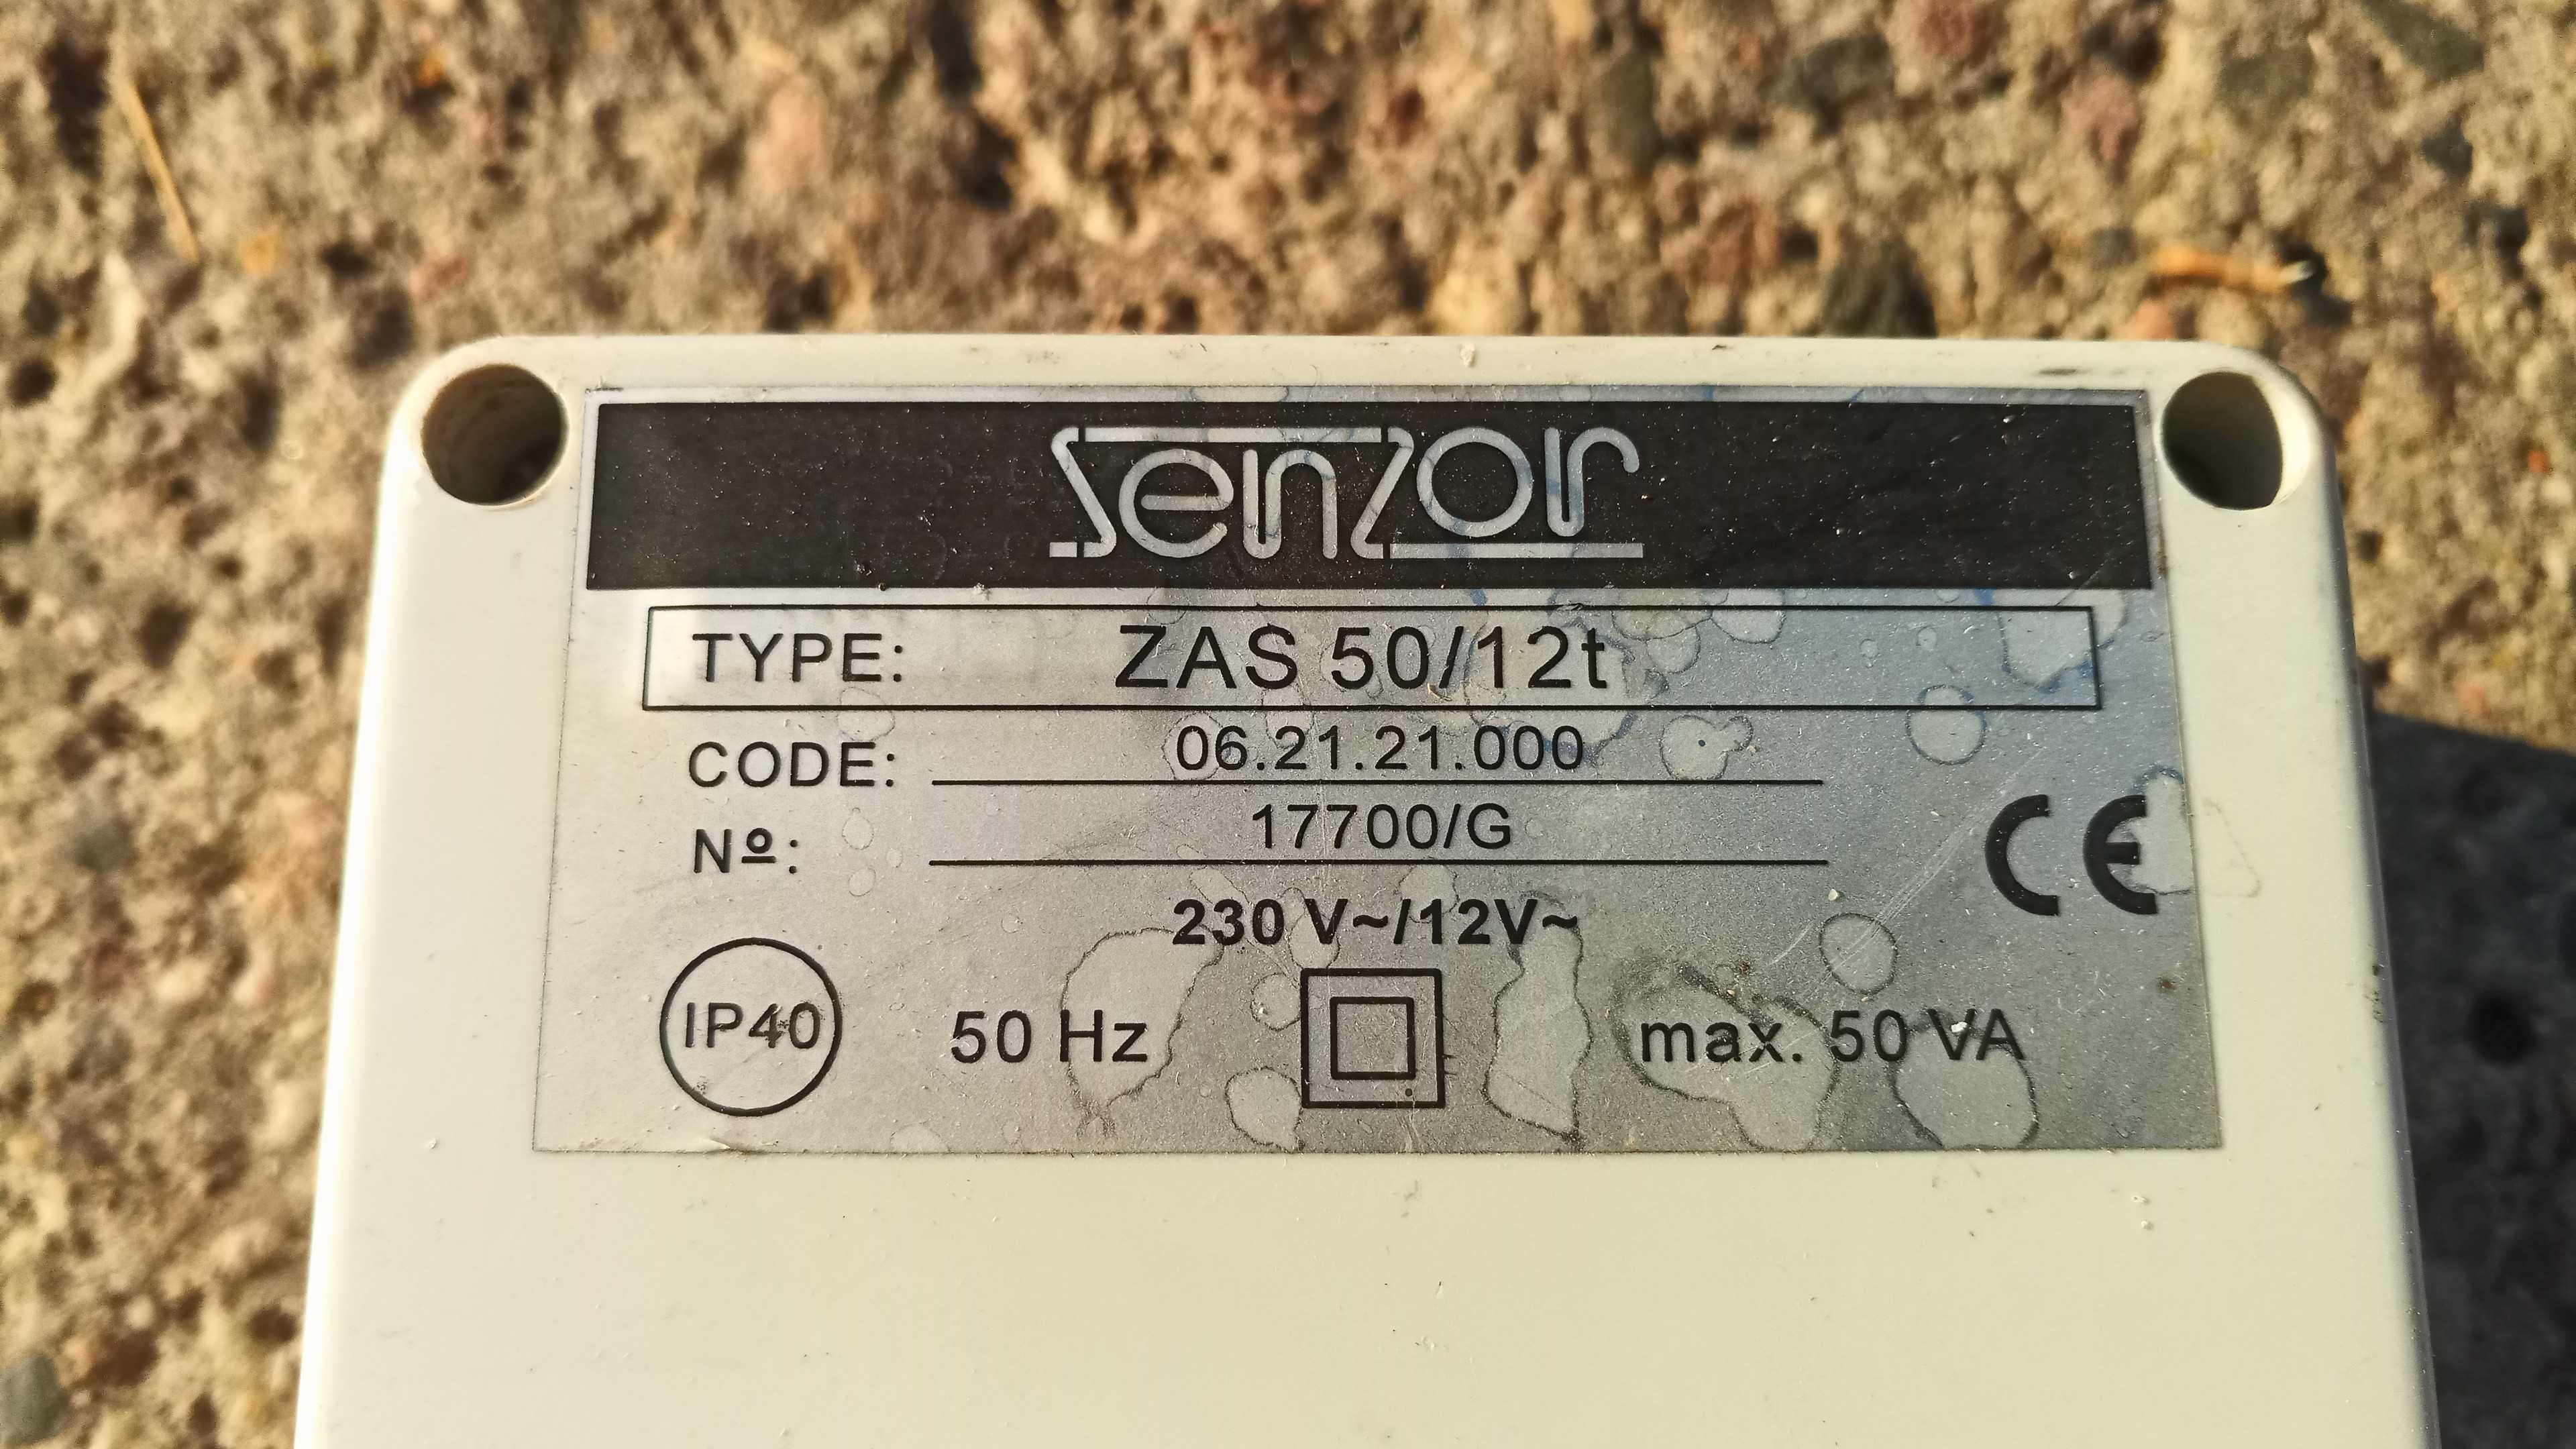 senzor
TYPE: ZAS 50/12t
CODE: 06.21.21.000
Nº: 17700/G
230 V~/12V~
IP40 50 Hz max. 50 VA
CE